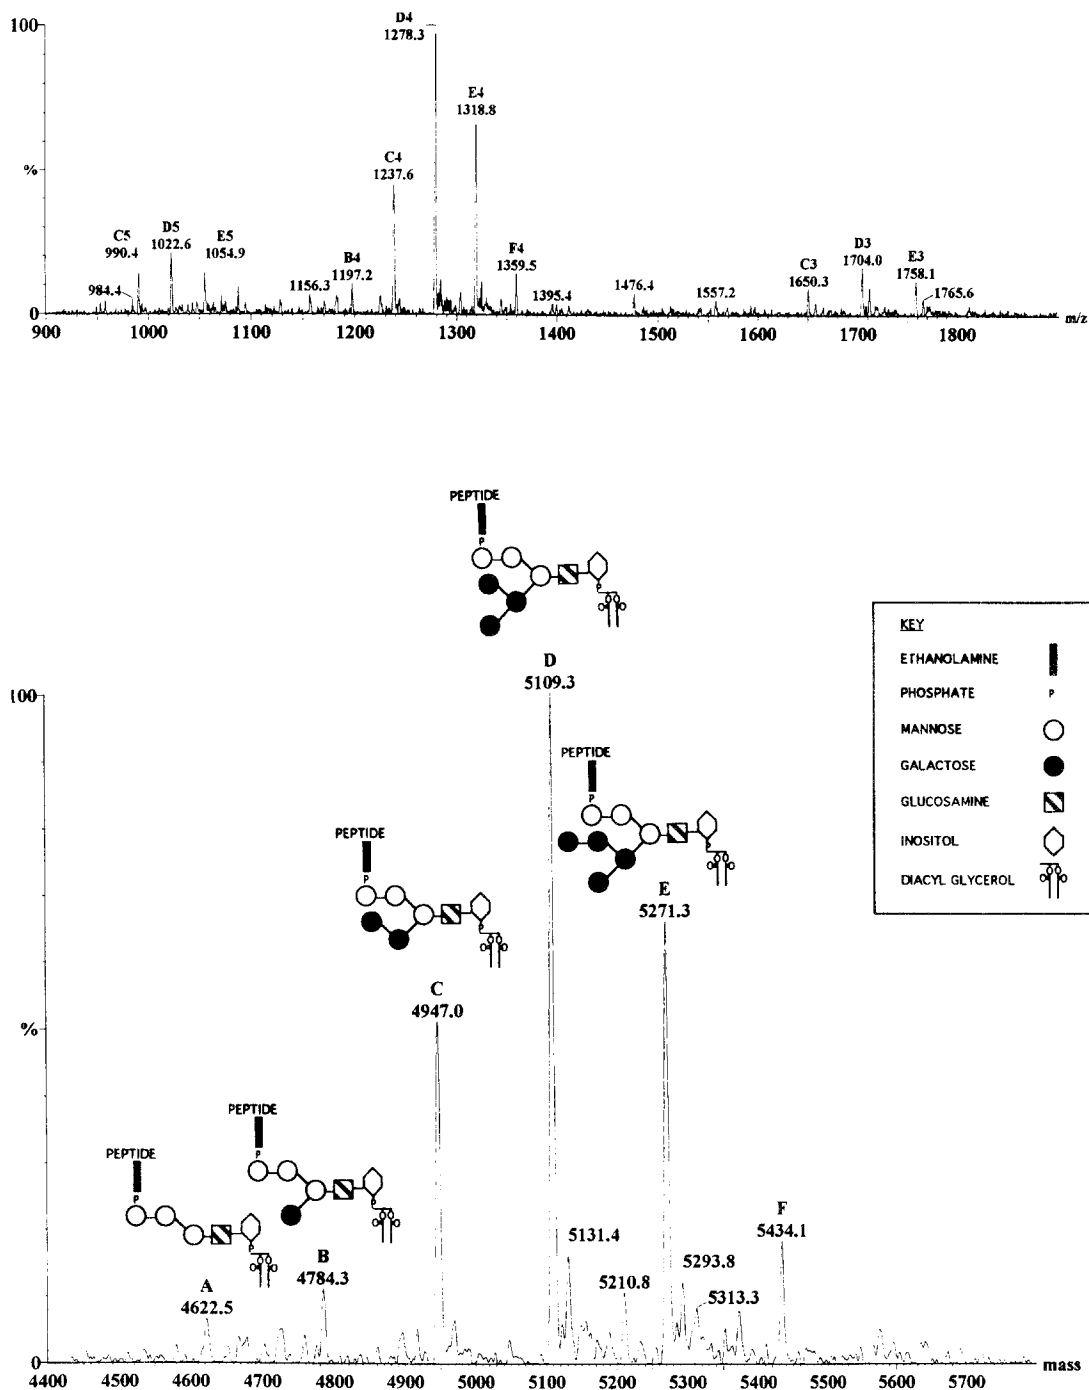 100
D4
1278.3
E4
1318.8
%
C4
1237.6
C5
990.4
D5
1022.6
E5
1054.9
984.4
1156.3
B4
1197.2
F4
1359.5
1395.4
1476.4
1557.2
C3
1650.3
D3
1704.0
E3
1758.1
1765.6
0
900 1000 1100 1200 1300 1400 1500 1600 1700 1800 m/z
PEPTIDE
P
P
D
5109.3
100
PEPTIDE
P
P
E
5271.3
PEPTIDE
P
P
C
4947.0
%
KEY
ETHANOLAMINE
PHOSPHATE P
MANNOSE
GALACTOSE
GLUCOSAMINE
INOSITOL
DIACYL GLYCEROL
PEPTIDE
P
P
B
4784.3
PEPTIDE
P
P
A
4622.5
5131.4
5210.8
5293.8
5313.3
F
5434.1
0
4400 4500 4600 4700 4800 4900 5000 5100 5200 5300 5400 5500 5600 5700 mass